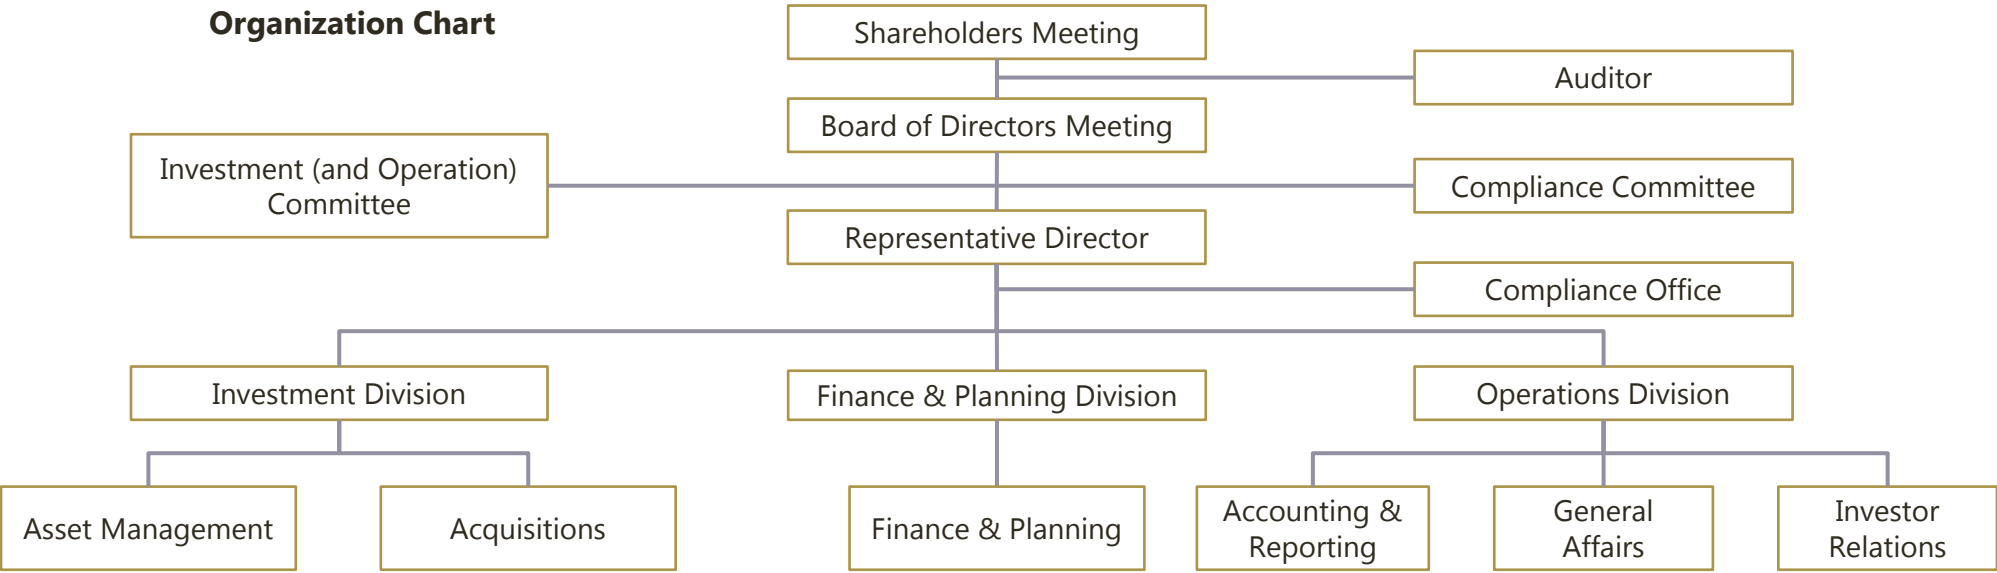 Organization Chart
Shareholders Meeting
Auditor
Board of Directors Meeting
Investment (and Operation)
Committee
Compliance Committee
Representative Director
Compliance Office
Investment Division
Finance & Planning Division
Operations Division
Asset Management
Acquisitions
Finance & Planning
Accounting &
Reporting
General
Affairs
Investor
Relations